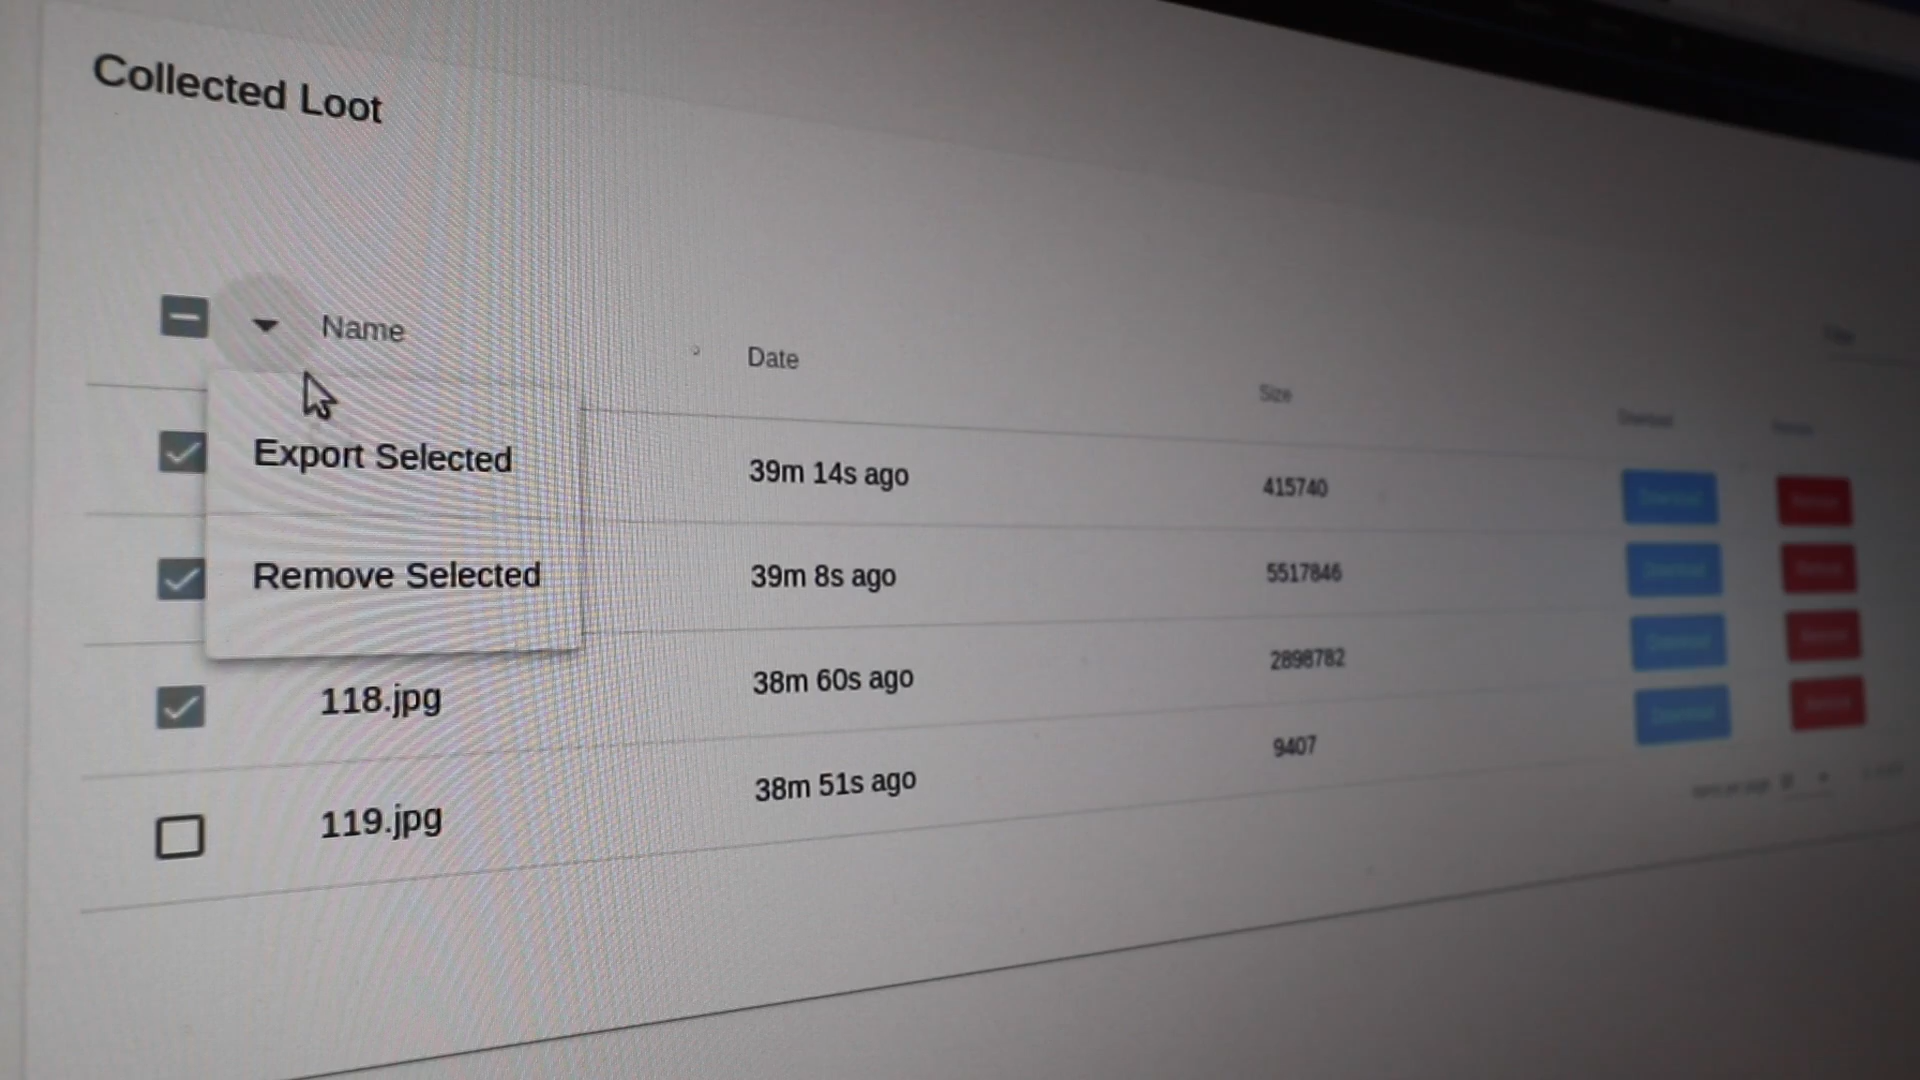 Collected Loot
Name
Date
Size
Download
Export Selected
39m 14s ago
415740
Remove Selected
39m 8s ago
5517846
118.jpg
38m 60s ago
2898782
119.jpg
38m 51s ago
9407